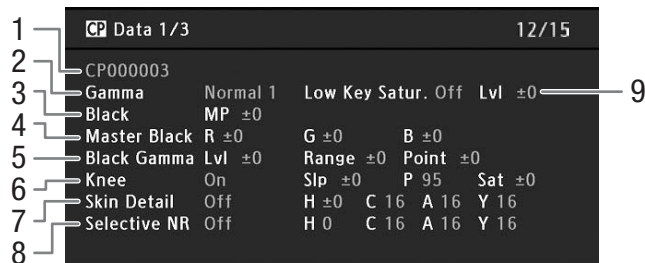 CP Data 1/3 12/15
1 CP000003
2 Gamma Normal 1 Low Key Satur. Off Lvl ±0 9
3 Black MP ±0
4 Master Black R ±0 G ±0 B ±0
5 Black Gamma Lvl ±0 Range ±0 Point ±0
6 Knee On Slp ±0 P 95 Sat ±0
7 Skin Detail Off H ±0 C 16 A 16 Y 16
8 Selective NR Off H 0 C 16 A 16 Y 16